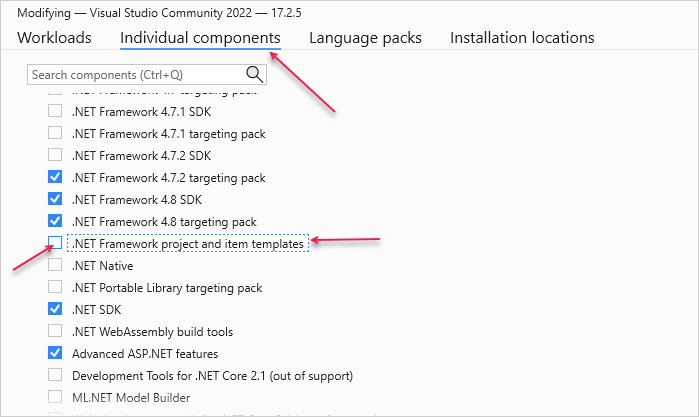 Modifying — Visual Studio Community 2022 — 17.2.5
Workloads Individual components Language packs Installation locations
Search components (Ctrl+Q)
.NET Framework 4.7.1 SDK
.NET Framework 4.7.1 targeting pack
.NET Framework 4.7.2 SDK
.NET Framework 4.7.2 targeting pack
.NET Framework 4.8 SDK
.NET Framework 4.8 targeting pack
.NET Framework project and item templates
.NET Native
.NET Portable Library targeting pack
.NET SDK
.NET WebAssembly build tools
Advanced ASP.NET features
Development Tools for .NET Core 2.1 (out of support)
ML.NET Model Builder